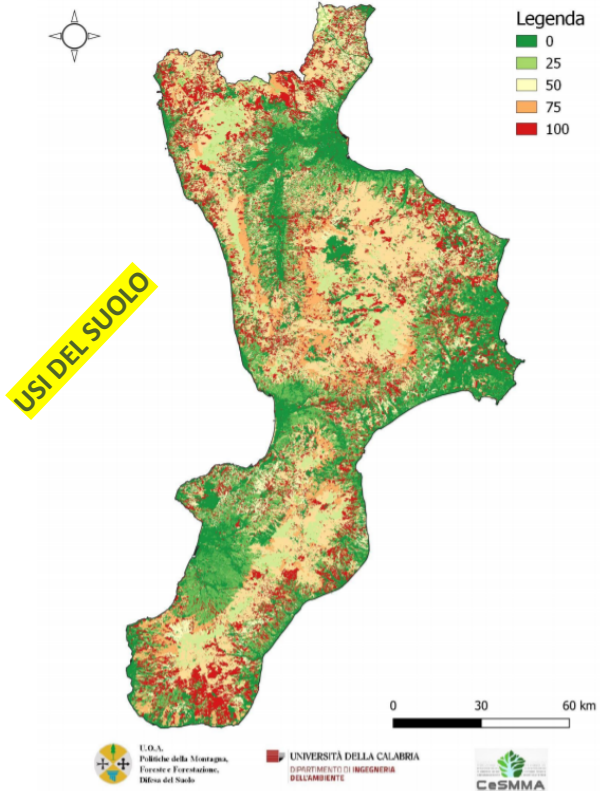 Legenda
0
25
50
75
100
USI DEL SUOLO
0 30 60 km
U.O.A.
Politiche della Montagna,
Foreste e Forestazione,
Difesa del Suolo
UNIVERSITÀ DELLA CALABRIA
DIPARTIMENTO DI INGEGNERIA
DELL'AMBIENTE
CeSMMA